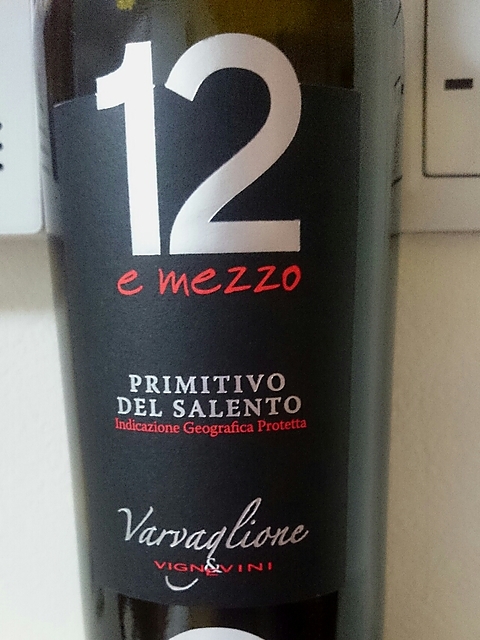 12
e mezzo
PRIMITIVO
DEL SALENTO
Indicazione Geografica Protetta
Varvaglione
VIGNE&VINI